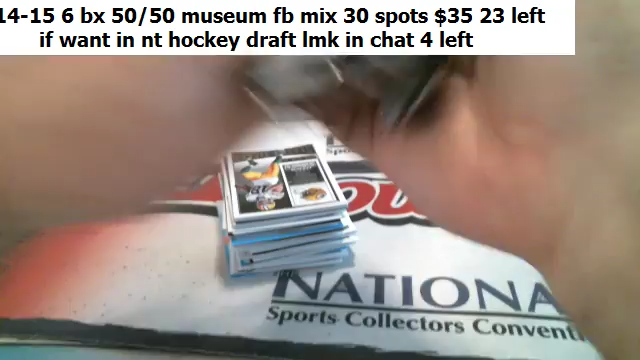 14-15 6 bx 50/50 museum fb mix 30 spots $35 23 left
if want in nt hockey draft lmk in chat 4 left
NATIONA
Sports Collectors Conventi